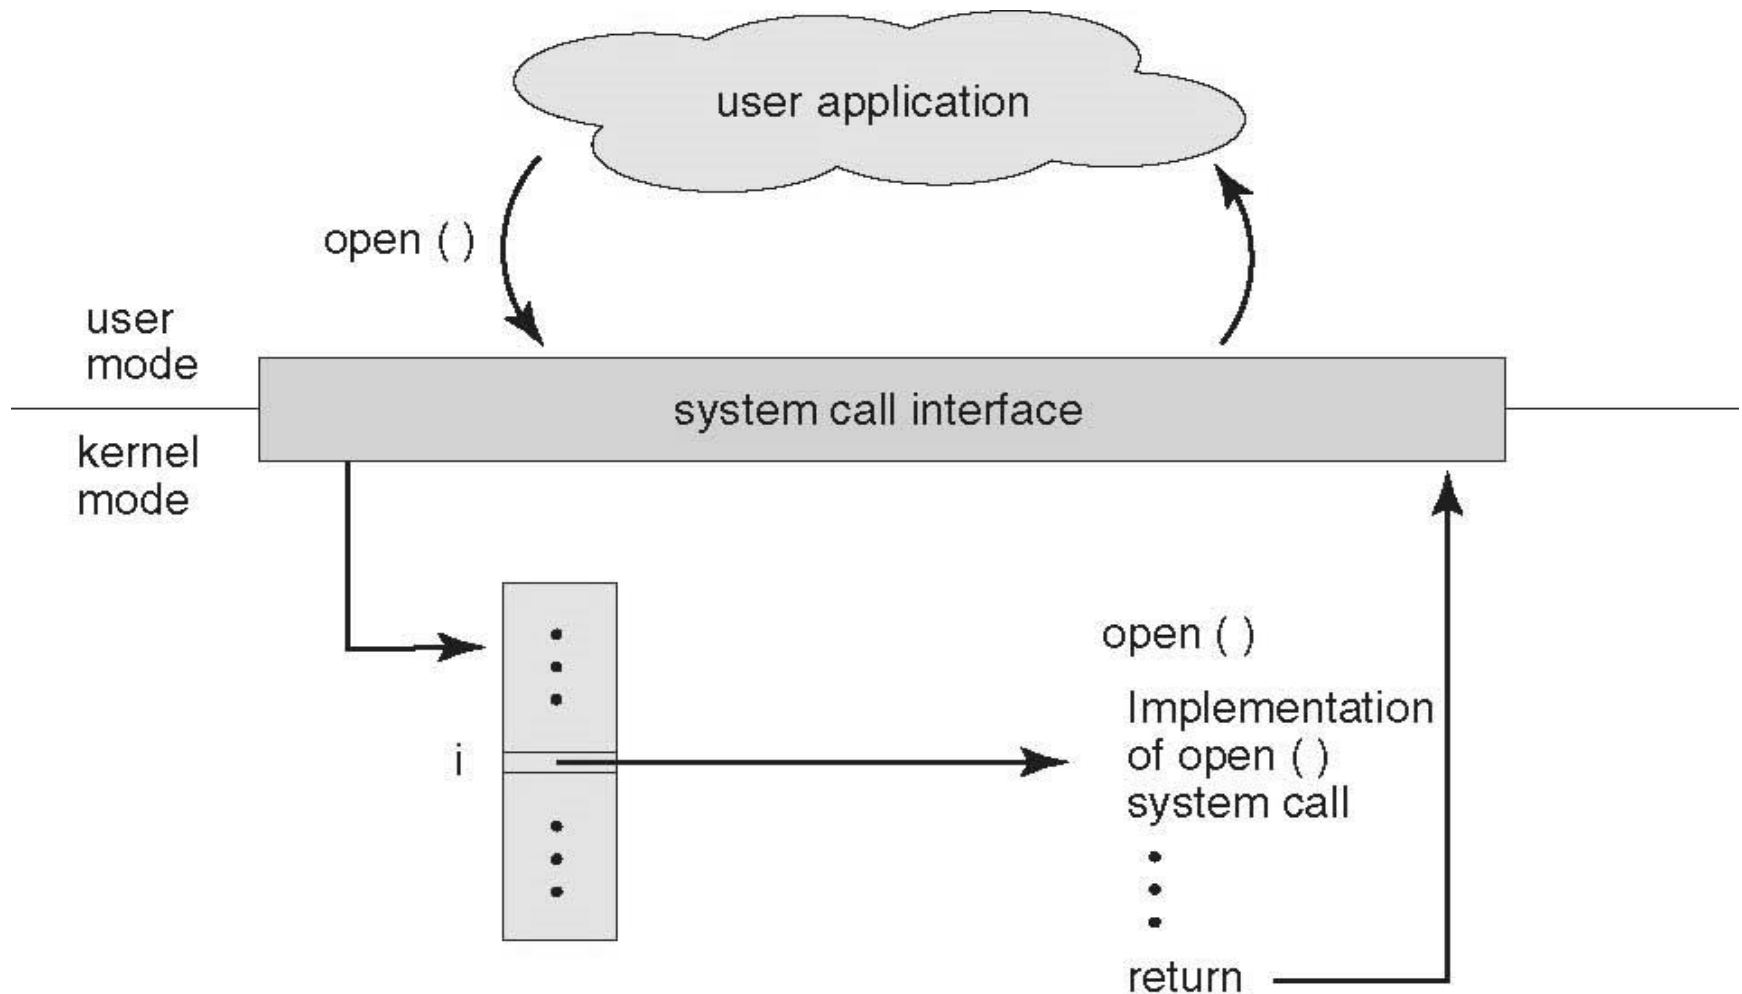 user application
open ( )
user
mode
system call interface
kernel
mode
open ( )
Implementation
i
of open ( )
system call
return